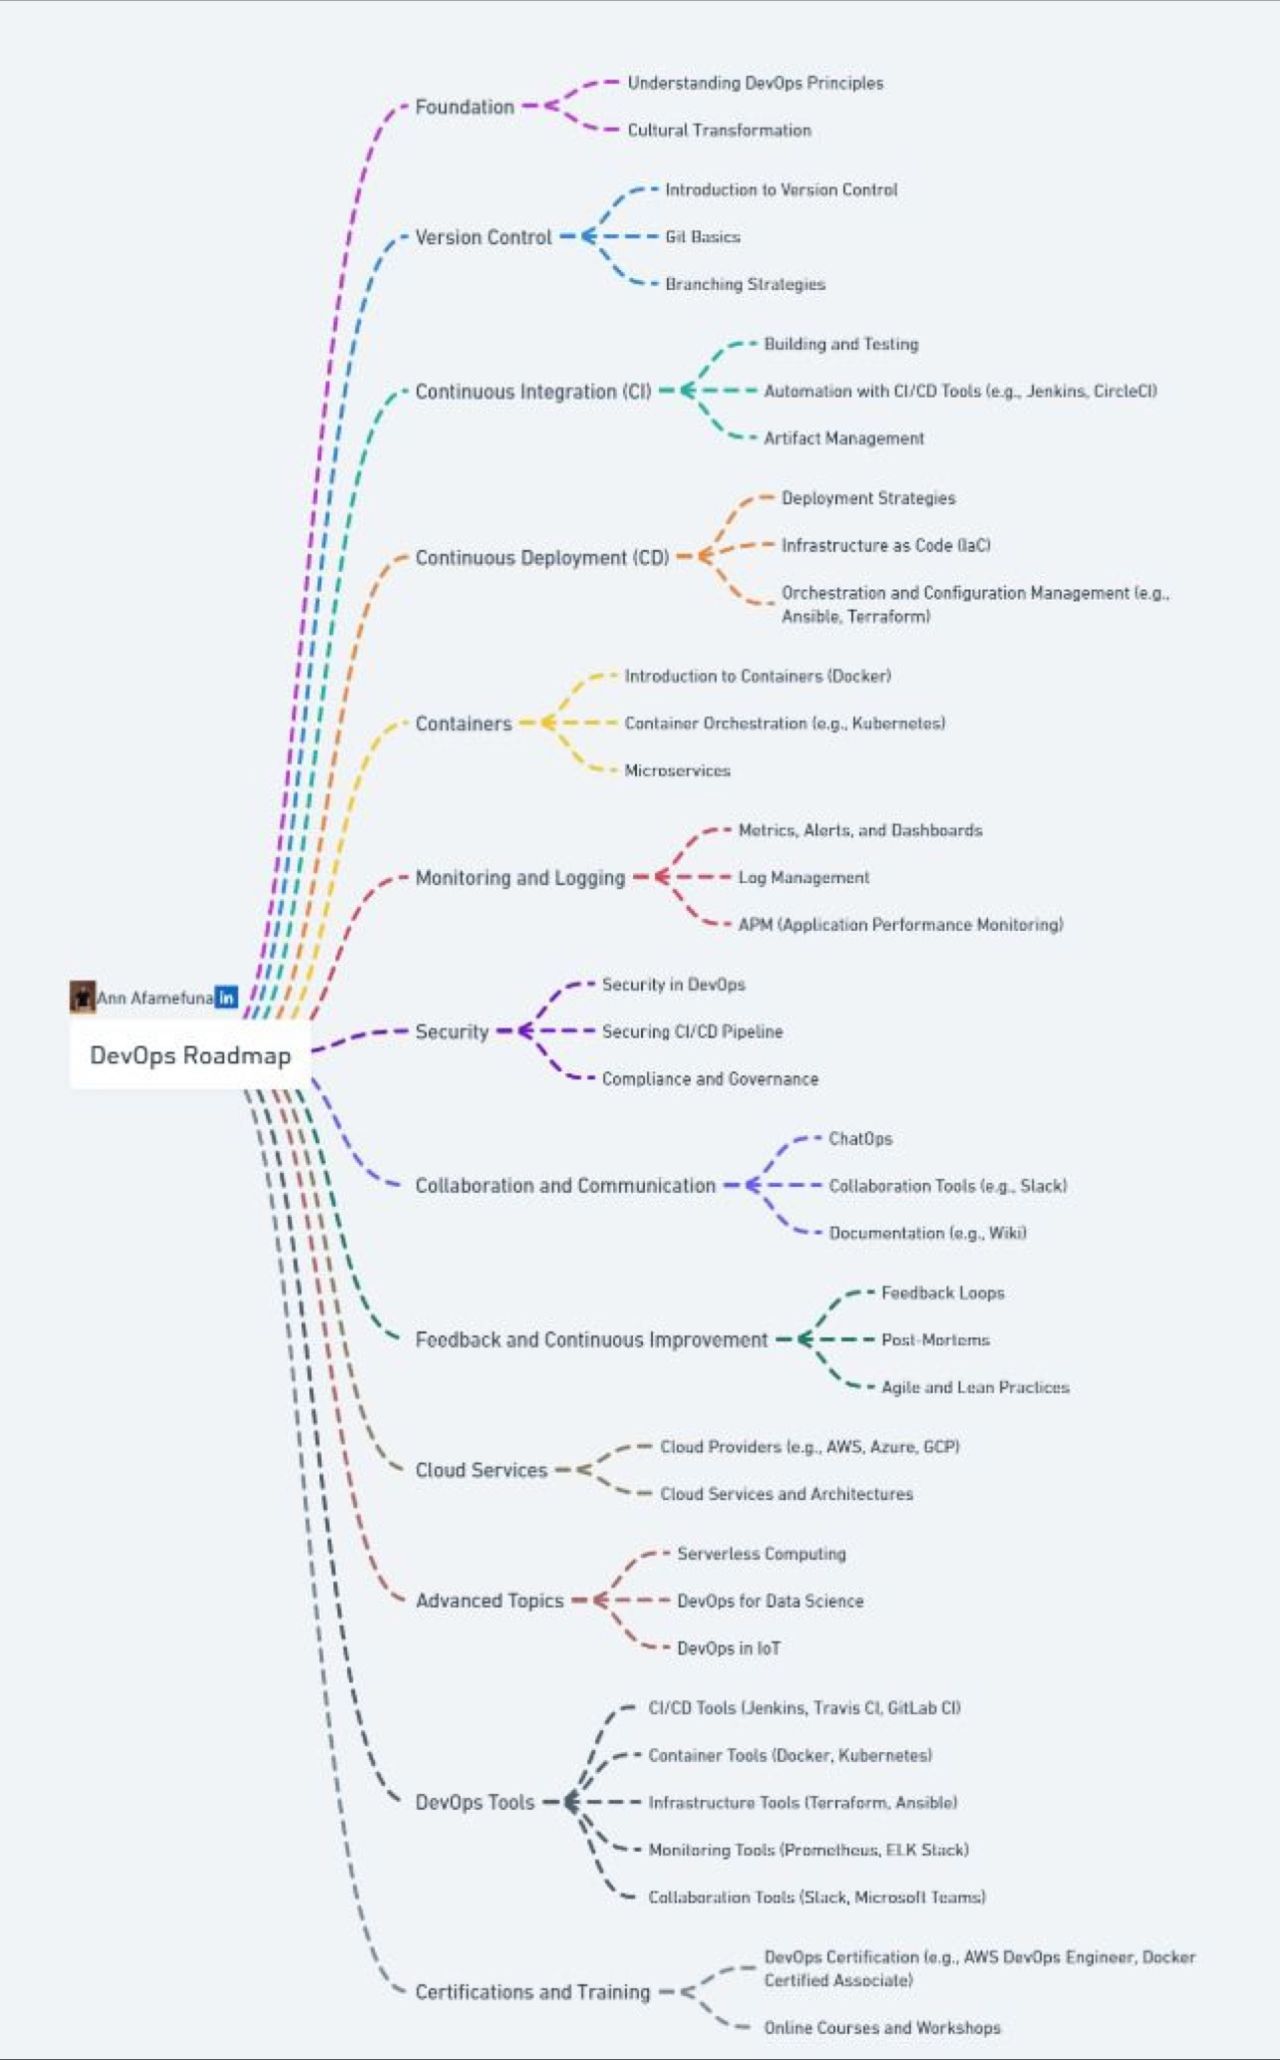 Understanding DevOps Principles
Foundation
Cultural Transformation
Introduction to Version Control
Version Control
Git Basics
Branching Strategies
Building and Testing
Continuous Integration (CI)
Automation with CI/CD Tools (e.g., Jenkins, CircleCI)
Artifact Management
Deployment Strategies
Continuous Deployment (CD)
Infrastructure as Code (IaC)
Orchestration and Configuration Management (e.g.,
Ansible, Terraform)
Introduction to Containers (Docker)
Containers
Container Orchestration (e.g., Kubernetes)
Microservices
Metrics, Alerts, and Dashboards
Monitoring and Logging
Log Management
APM (Application Performance Monitoring)
Ann Afamefuna in
DevOps Roadmap
Security in DevOps
Security
Securing CI/CD Pipeline
Compliance and Governance
ChatOps
Collaboration and Communication
Collaboration Tools (e.g., Slack)
Documentation (e.g., Wiki)
Feedback Loops
Feedback and Continuous Improvement
Post-Mortems
Agile and Lean Practices
Cloud Providers (e.g., AWS, Azure, GCP)
Cloud Services
Cloud Services and Architectures
Serverless Computing
Advanced Topics
DevOps for Data Science
DevOps in IoT
CI/CD Tools (Jenkins, Travis CI, GitLab CI)
Container Tools (Docker, Kubernetes)
DevOps Tools
Infrastructure Tools (Terraform, Ansible)
Monitoring Tools (Prometheus, ELK Stack)
Collaboration Tools (Slack, Microsoft Teams)
DevOps Certification (e.g., AWS DevOps Engineer, Docker
Certified Associate)
Certifications and Training
Online Courses and Workshops